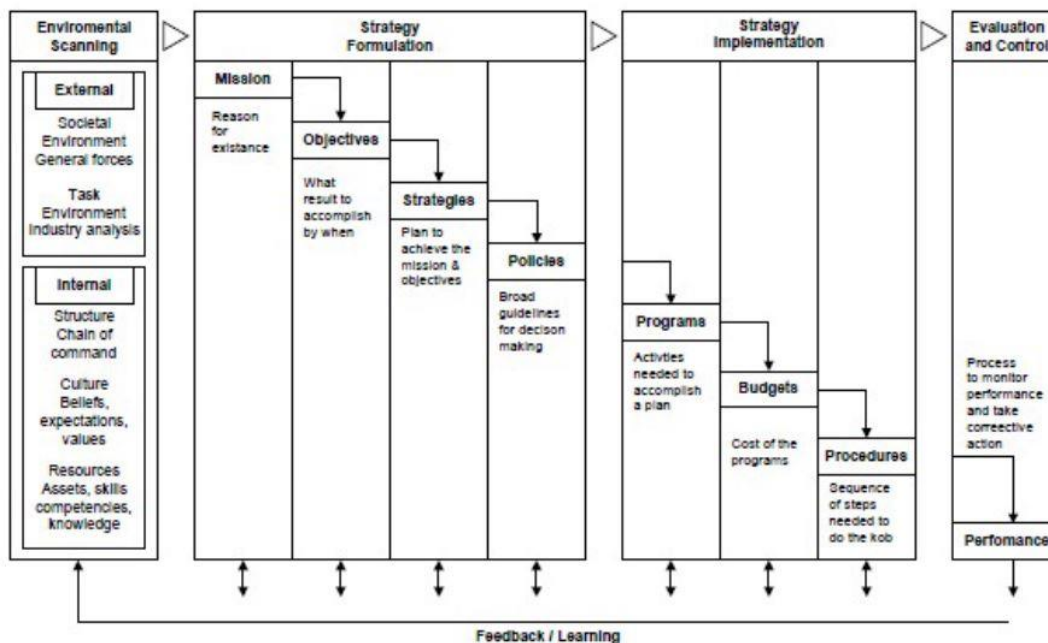 Enviromental
Scanning
Strategy
Formulation
Strategy
Implementation
Evaluation
and Control
External
Societal
Environment
General forces
Task
Environment
Industry analysis
Internal
Structure
Chain of
command
Culture
Beliefs,
expectations,
values
Resources
Assets, skills
competencies,
knowledge
Mission
Reason
for
existance
Objectives
What
result to
accomplish
by when
Strategies
Plan to
achieve the
mission &
objectives
Policies
Broad
guidelines
for decison
making
Programs
Activties
needed to
accomplish
a plan
Budgets
Cost of the
programs
Procedures
Sequence
of steps
needed to
do the kob
Process
to monitor
performance
and take
correective
action
Perfomance
Feedback / Learning